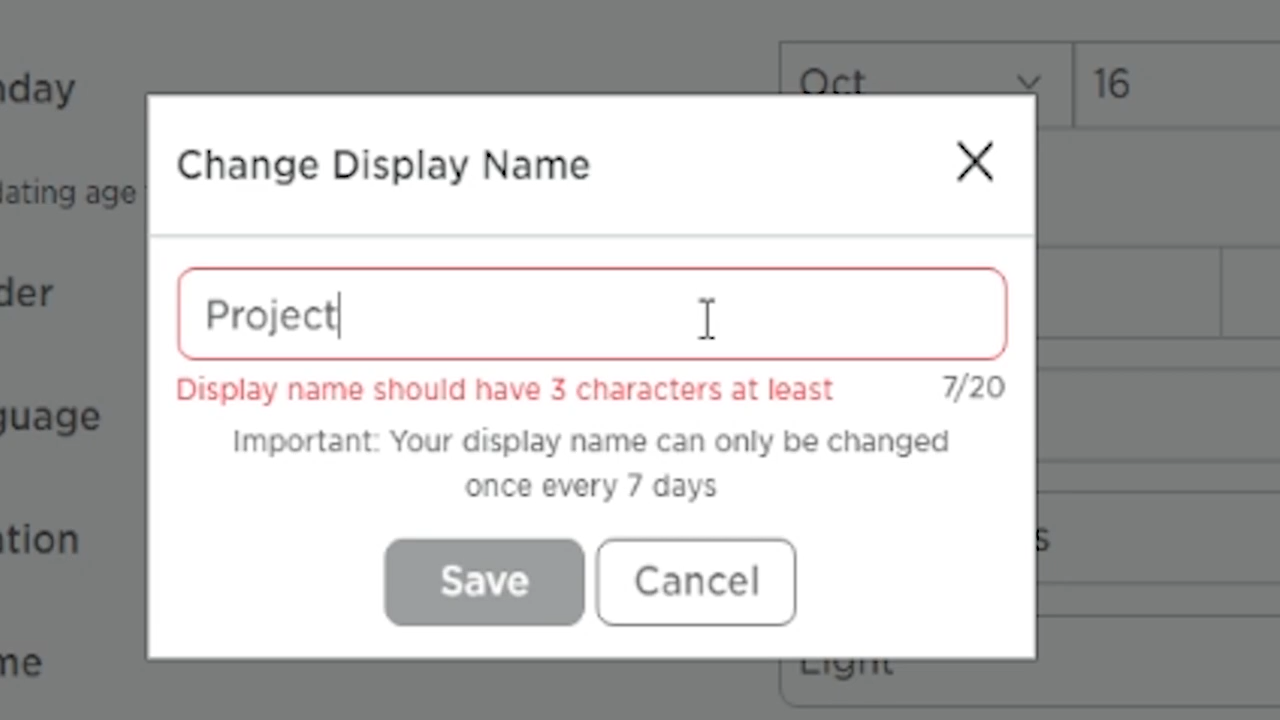 nday
Oct
16
Change Display Name
lating age
Project
der
Display name should have 3 characters at least
7/20
Important: Your display name can only be changed
guage
once every 7 days
ation
s
Save
Cancel
me
Light